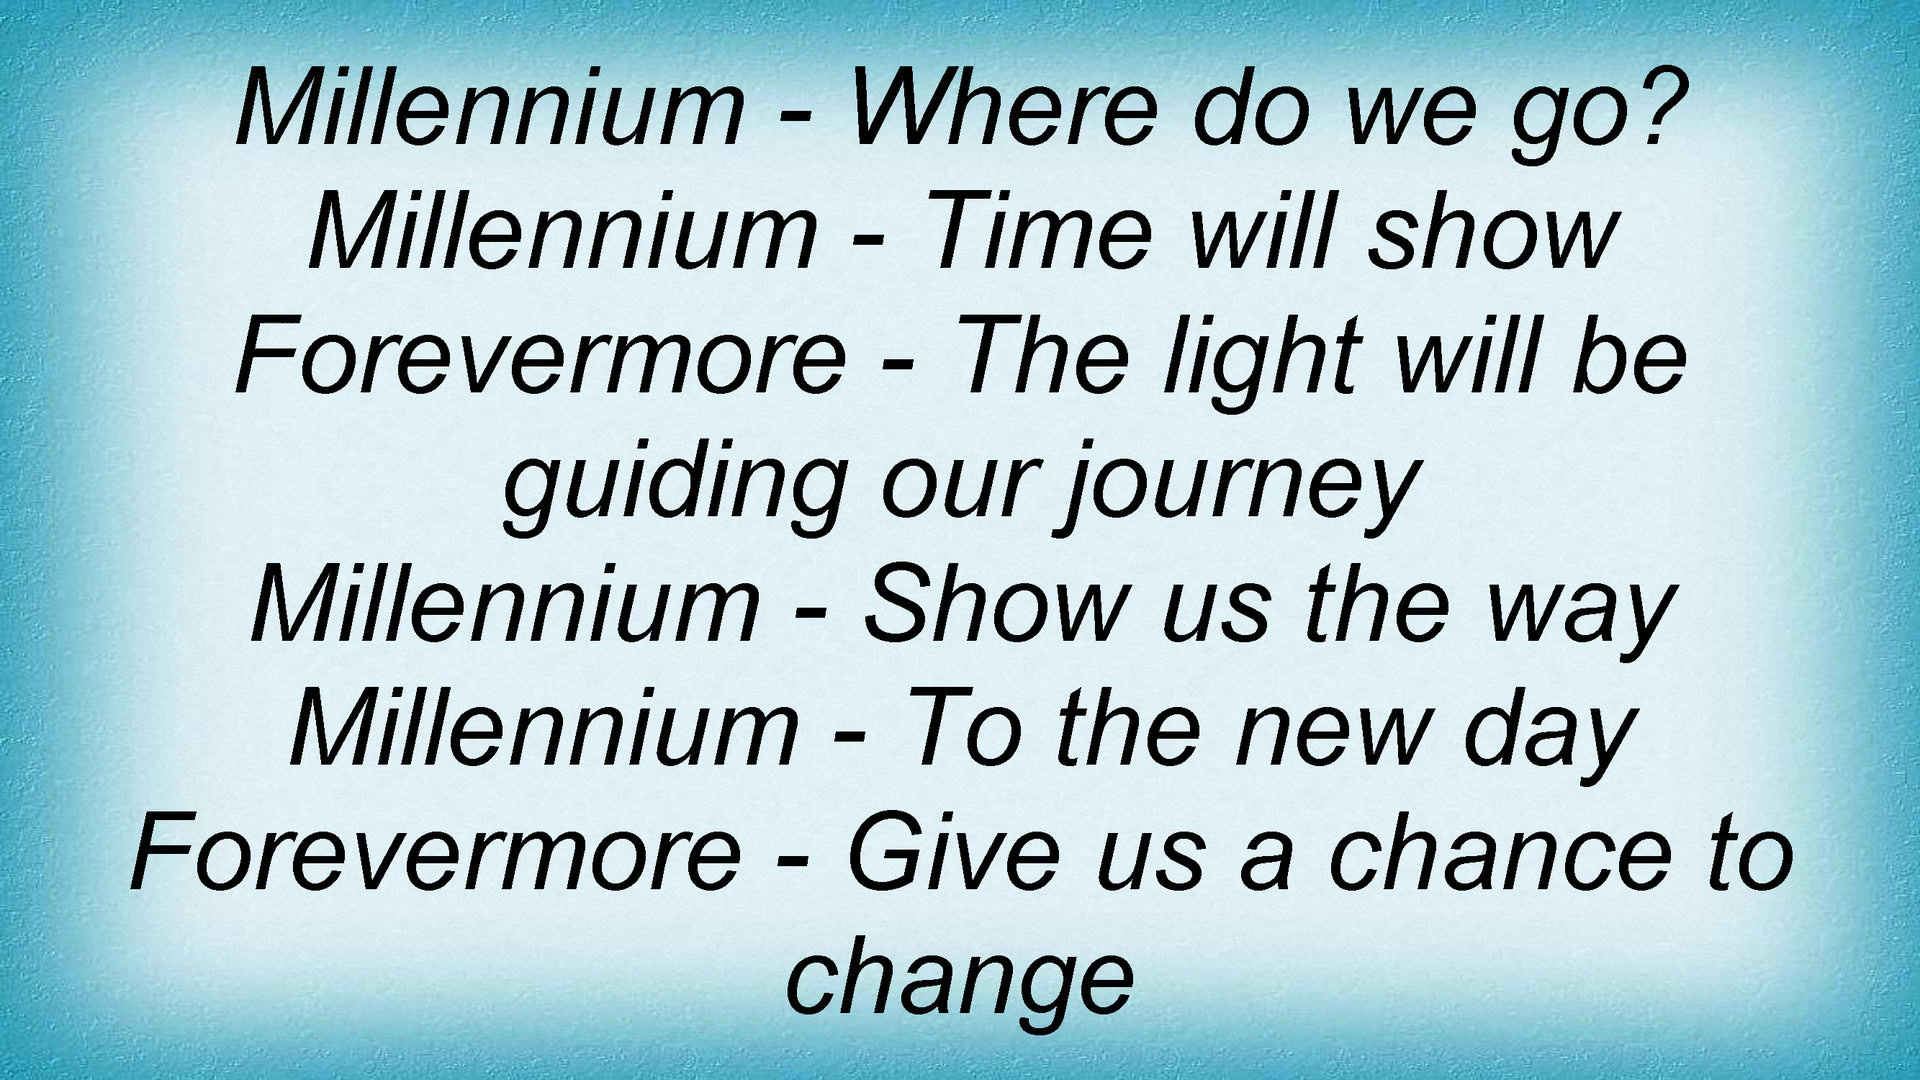 Millennium - Where do we go?
Millennium - Time will show
Forevermore - The light will be
guiding our journey
Millennium - Show us the way
Millennium - To the new day
Forevermore - Give us a chance to
change